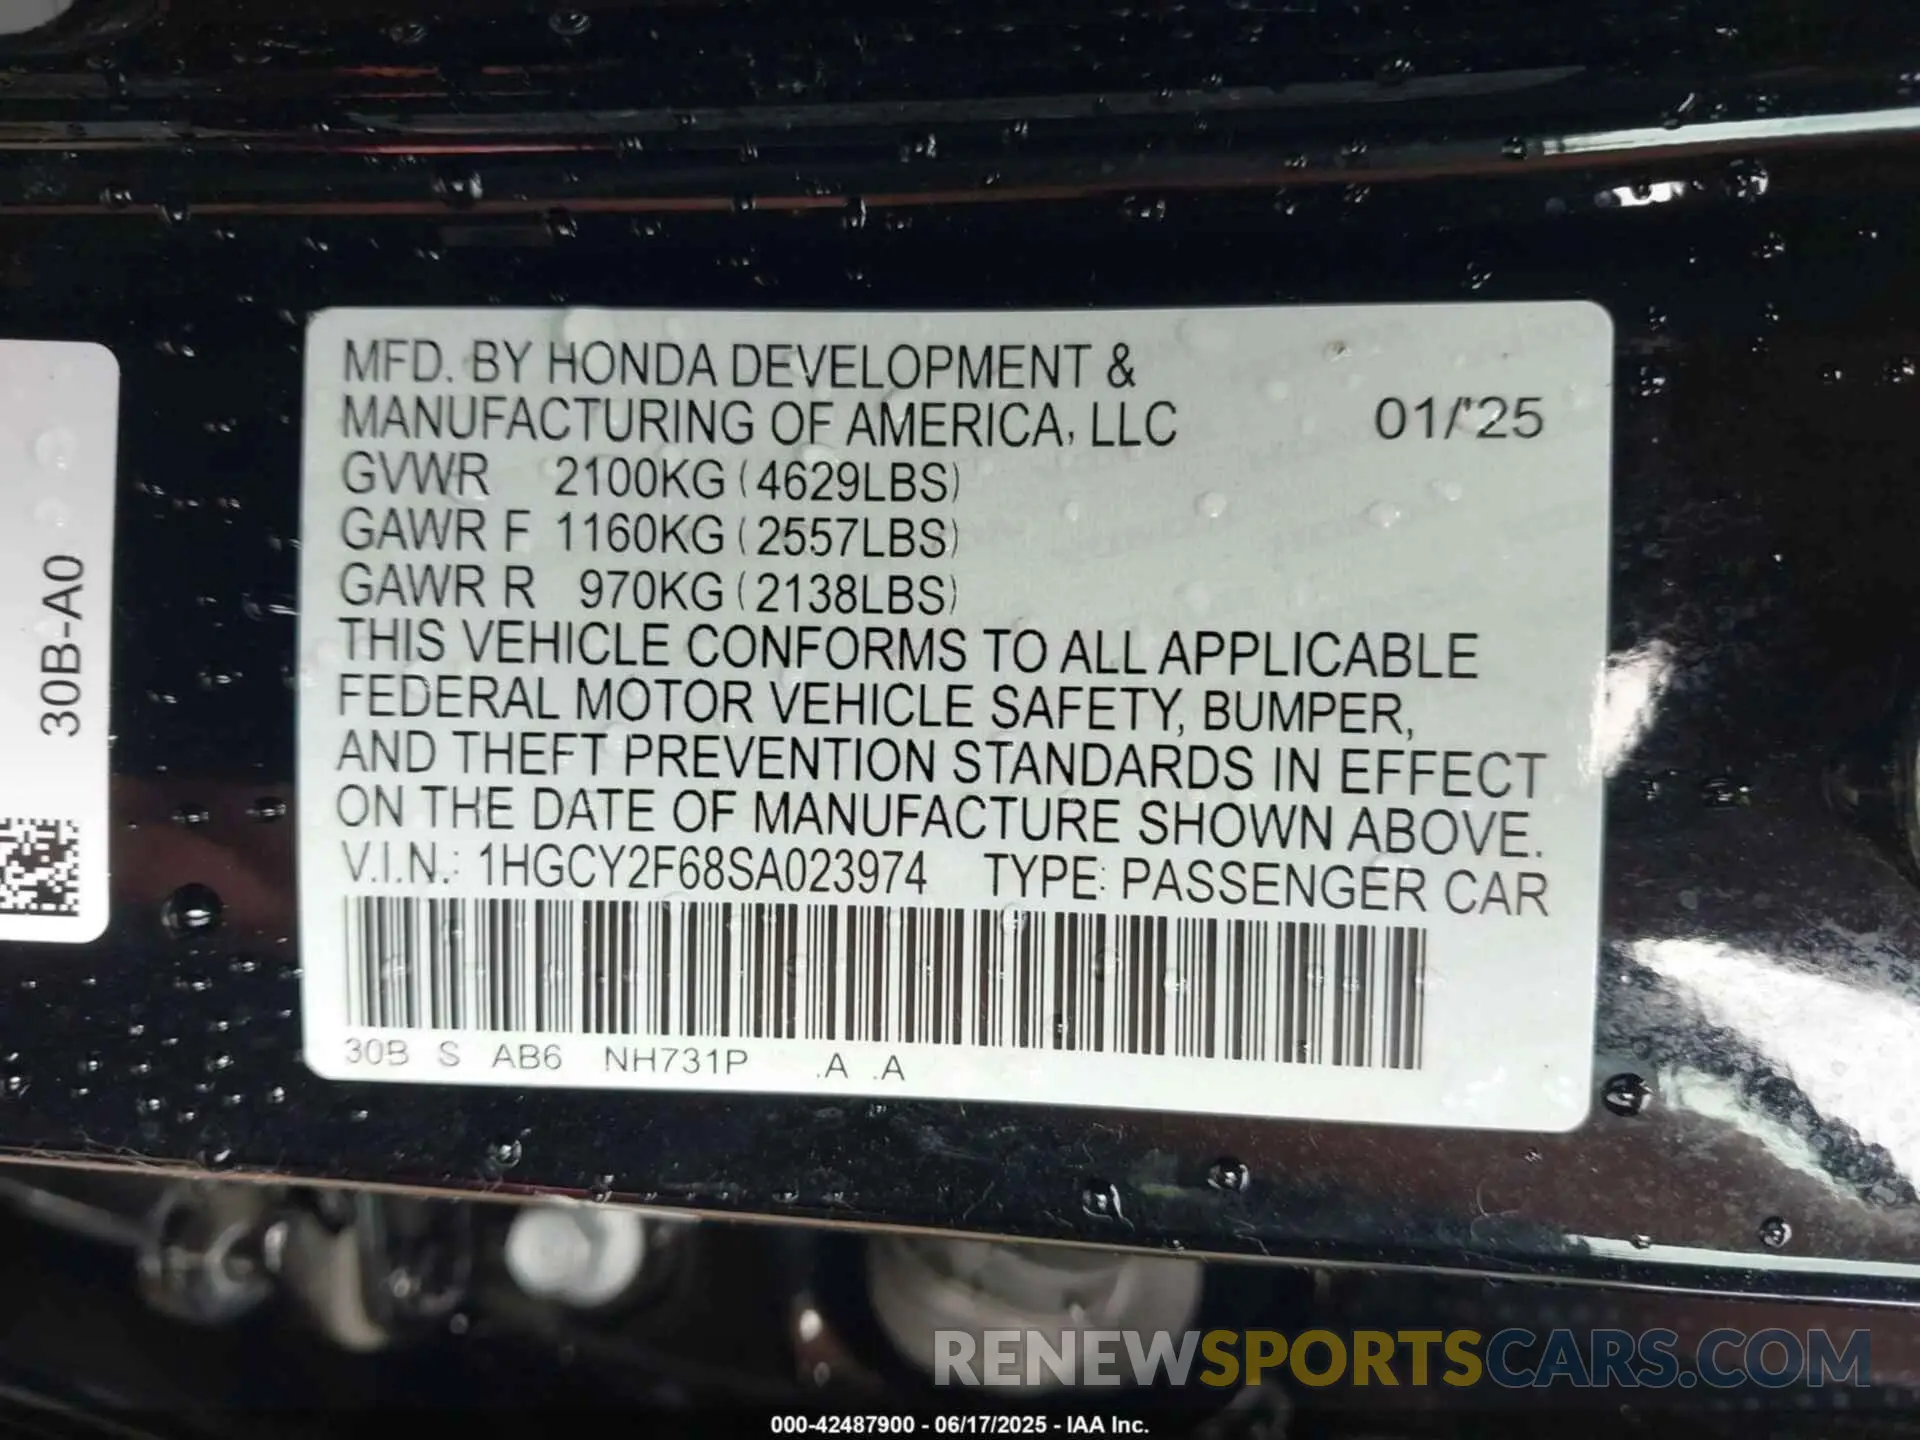 MFD. BY HONDA DEVELOPMENT &
MANUFACTURING OF AMERICA, LLC 01/'25
GVWR 2100KG (4629LBS)
GAWR F 1160KG (2557LBS)
GAWR R 970KG (2138LBS)
THIS VEHICLE CONFORMS TO ALL APPLICABLE
FEDERAL MOTOR VEHICLE SAFETY, BUMPER,
AND THEFT PREVENTION STANDARDS IN EFFECT
ON THE DATE OF MANUFACTURE SHOWN ABOVE.
V.I.N.: 1HGCY2F68SA023974 TYPE: PASSENGER CAR
30B S AB6 NH731P .A .A
30B-A0
RENEWSPORTSCARS.COM
000-42487900 - 06/17/2025 - IAA Inc.